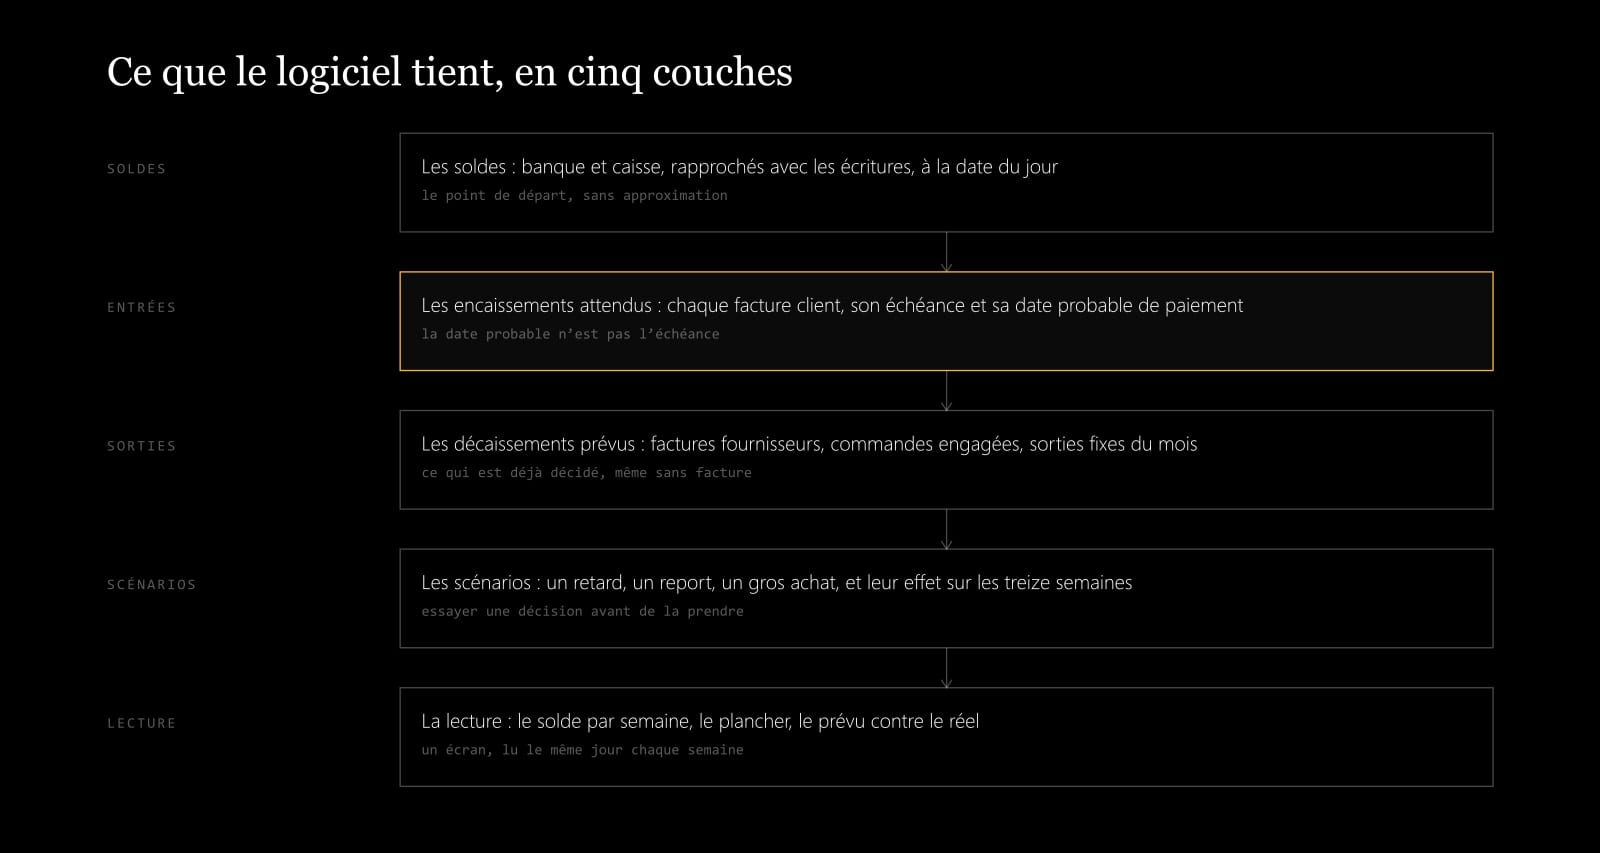 Ce que le logiciel tient, en cinq couches
SOLDES
Les soldes : banque et caisse, rapprochés avec les écritures, à la date du jour
le point de départ, sans approximation
ENTRÉES
Les encaissements attendus : chaque facture client, son échéance et sa date probable de paiement
la date probable n’est pas l’échéance
SORTIES
Les décaissements prévus : factures fournisseurs, commandes engagées, sorties fixes du mois
ce qui est déjà décidé, même sans facture
SCÉNARIOS
Les scénarios : un retard, un report, un gros achat, et leur effet sur les treize semaines
essayer une décision avant de la prendre
LECTURE
La lecture : le solde par semaine, le plancher, le prévu contre le réel
un écran, lu le même jour chaque semaine